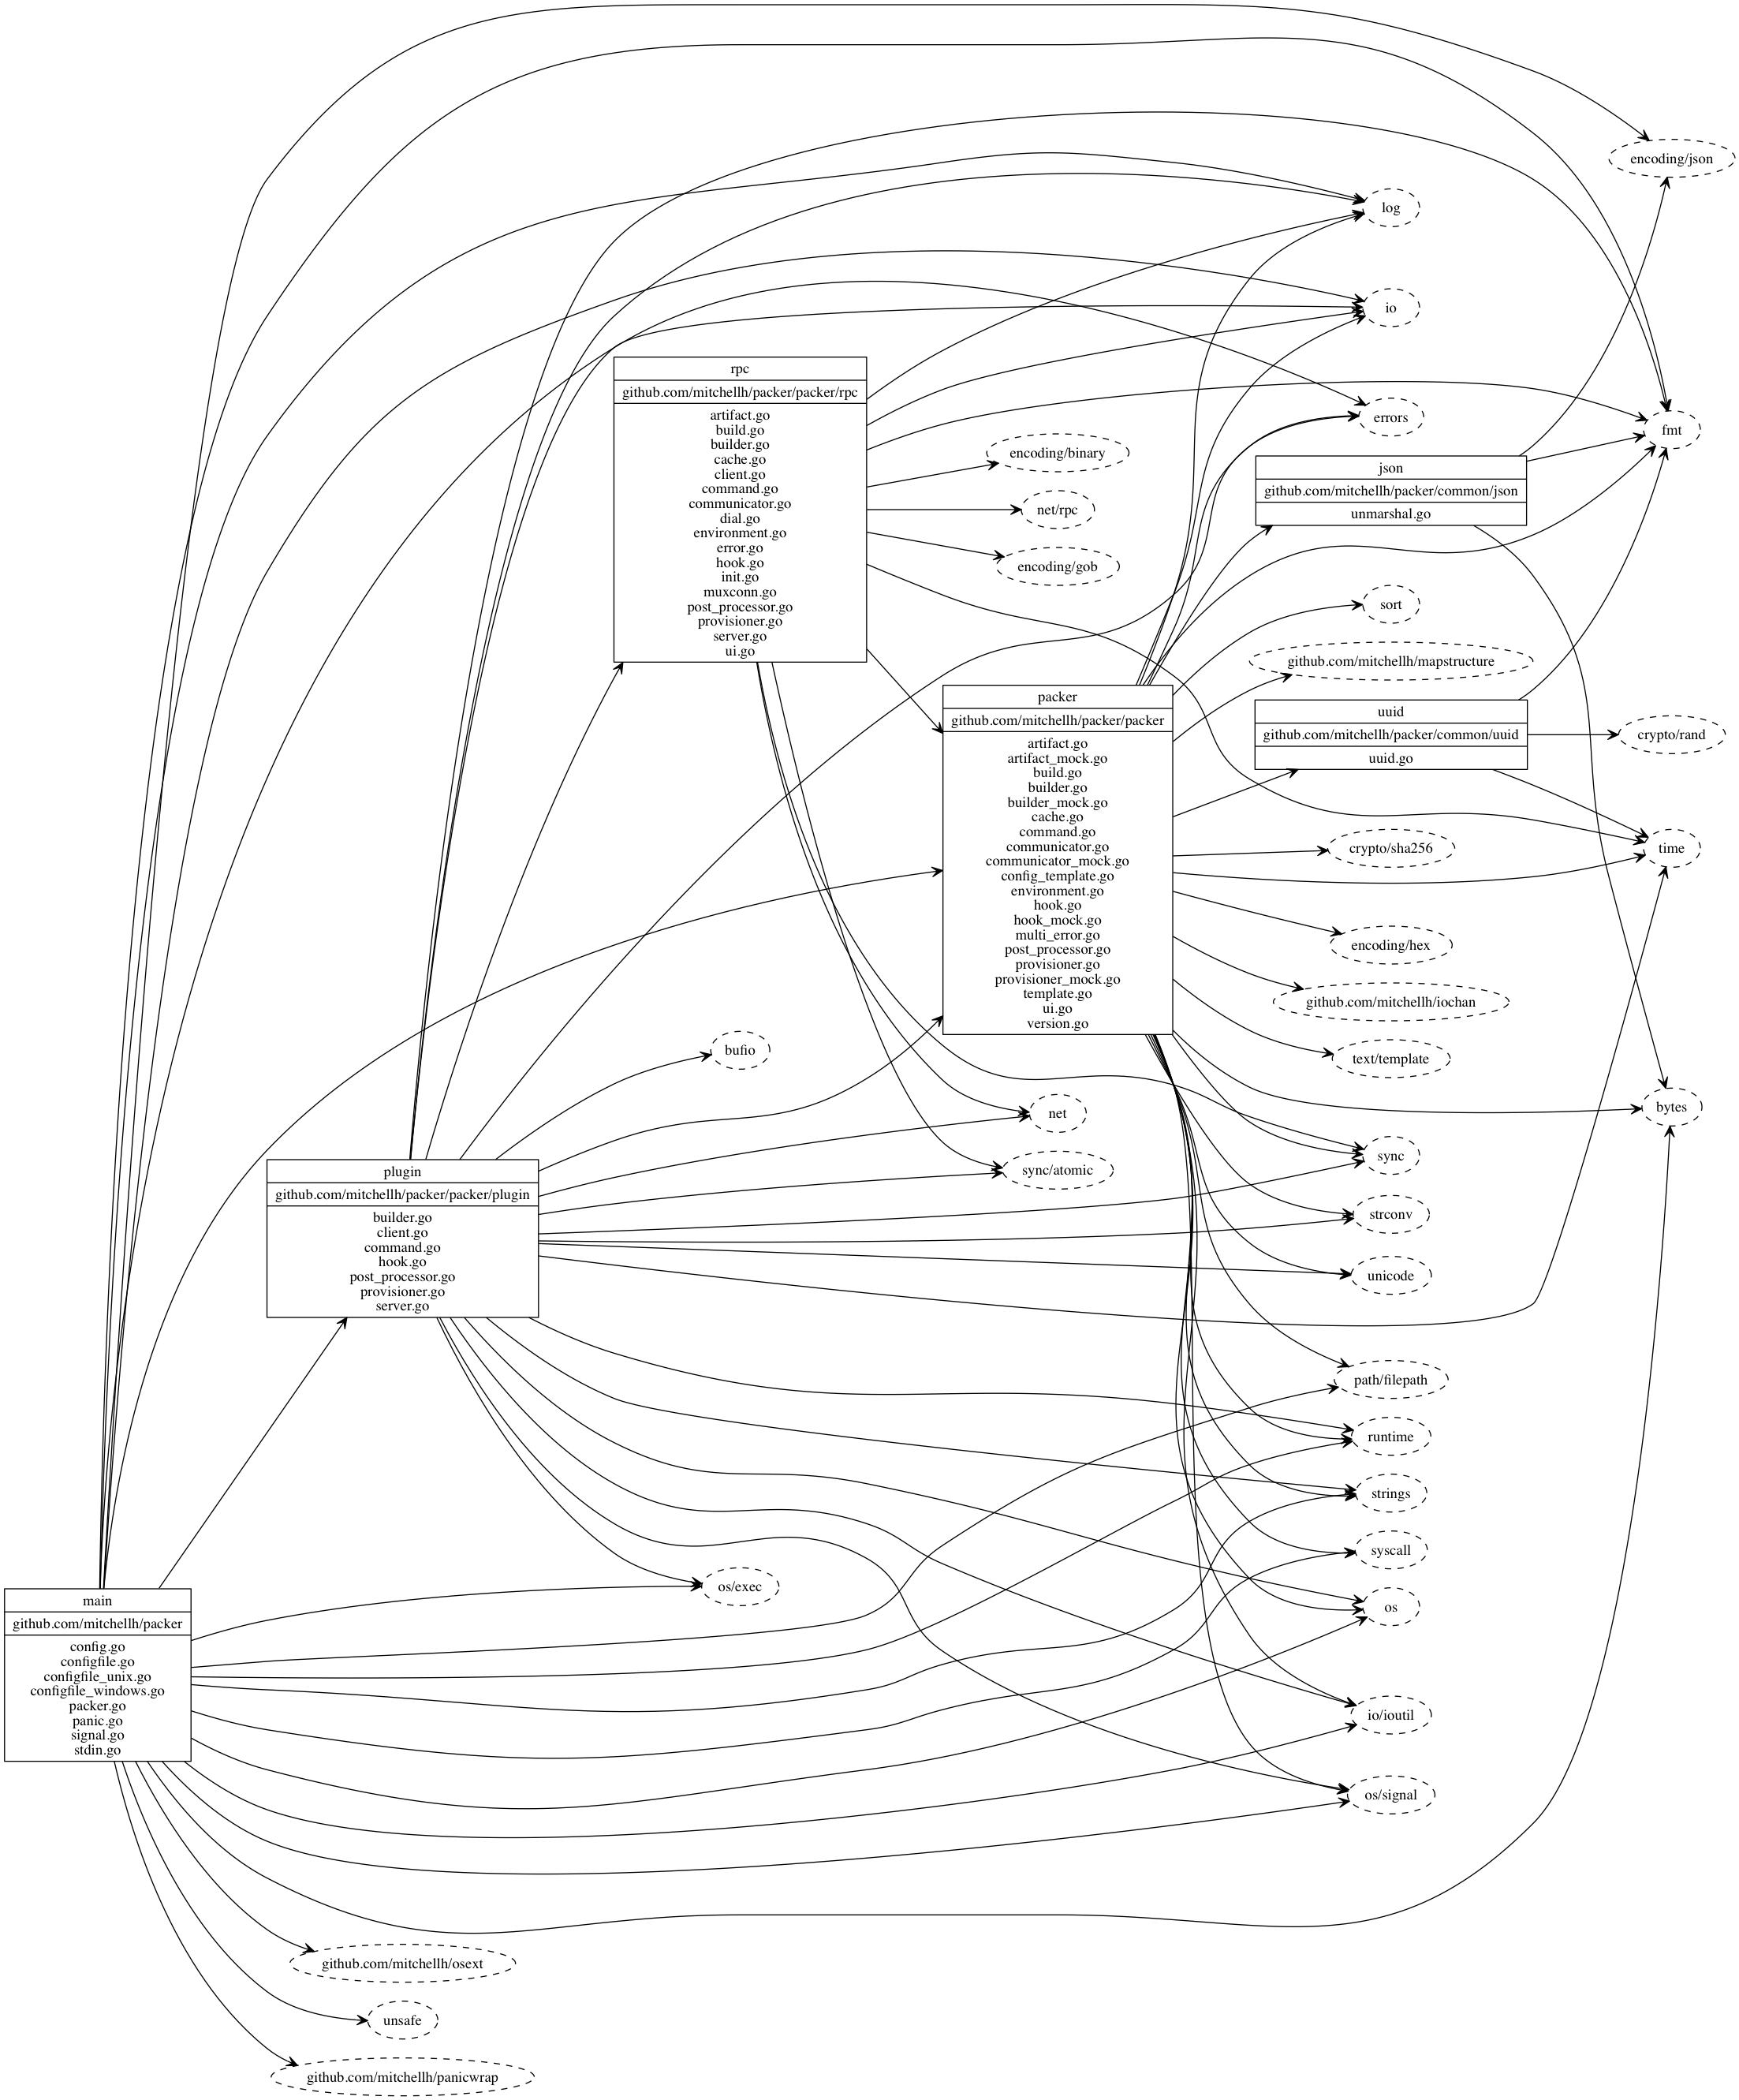 encoding/json
log
io
rpc
github.com/mitchellh/packer/packer/rpc
artifact.go
build.go
builder.go
cache.go
client.go
command.go
communicator.go
dial.go
environment.go
error.go
hook.go
init.go
muxconn.go
post_processor.go
provisioner.go
server.go
ui.go
errors
fmt
encoding/binary
net/rpc
encoding/gob
json
github.com/mitchellh/packer/common/json
unmarshal.go
sort
github.com/mitchellh/mapstructure
packer
github.com/mitchellh/packer/packer
artifact.go
artifact_mock.go
build.go
builder.go
builder_mock.go
cache.go
command.go
communicator.go
communicator_mock.go
config_template.go
environment.go
hook.go
hook_mock.go
multi_error.go
post_processor.go
provisioner.go
provisioner_mock.go
template.go
ui.go
version.go
uuid
github.com/mitchellh/packer/common/uuid
uuid.go
crypto/rand
crypto/sha256
time
encoding/hex
github.com/mitchellh/iochan
text/template
bufio
bytes
net
sync
sync/atomic
plugin
github.com/mitchellh/packer/packer/plugin
builder.go
client.go
command.go
hook.go
post_processor.go
provisioner.go
server.go
strconv
unicode
path/filepath
runtime
strings
syscall
os/exec
os
main
github.com/mitchellh/packer
config.go
configfile.go
configfile_unix.go
configfile_windows.go
packer.go
panic.go
signal.go
stdin.go
io/ioutil
os/signal
github.com/mitchellh/osext
unsafe
github.com/mitchellh/panicwrap